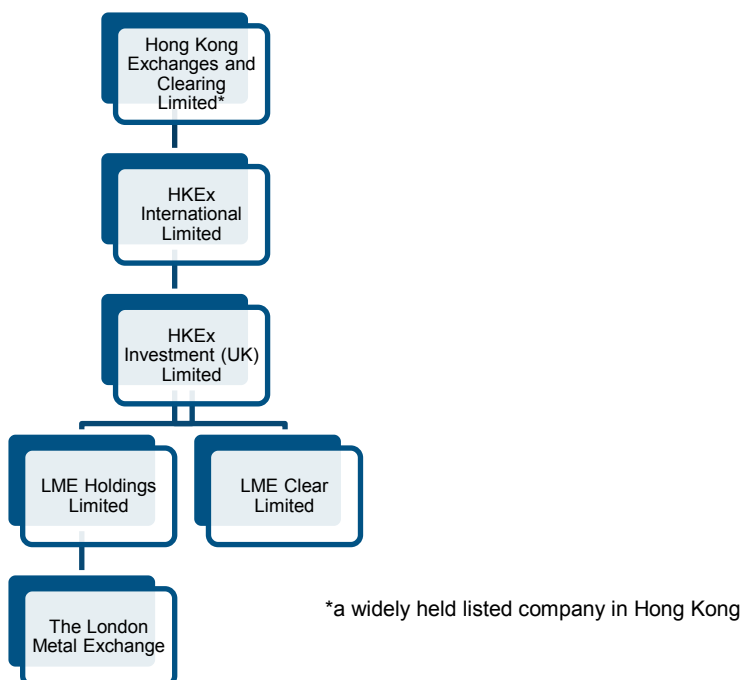 Hong Kong
Exchanges and
Clearing
Limited*
HKEx
International
Limited
HKEx
Investment (UK)
Limited
LME Holdings
Limited
LME Clear
Limited
The London
Metal Exchange
*a widely held listed company in Hong Kong